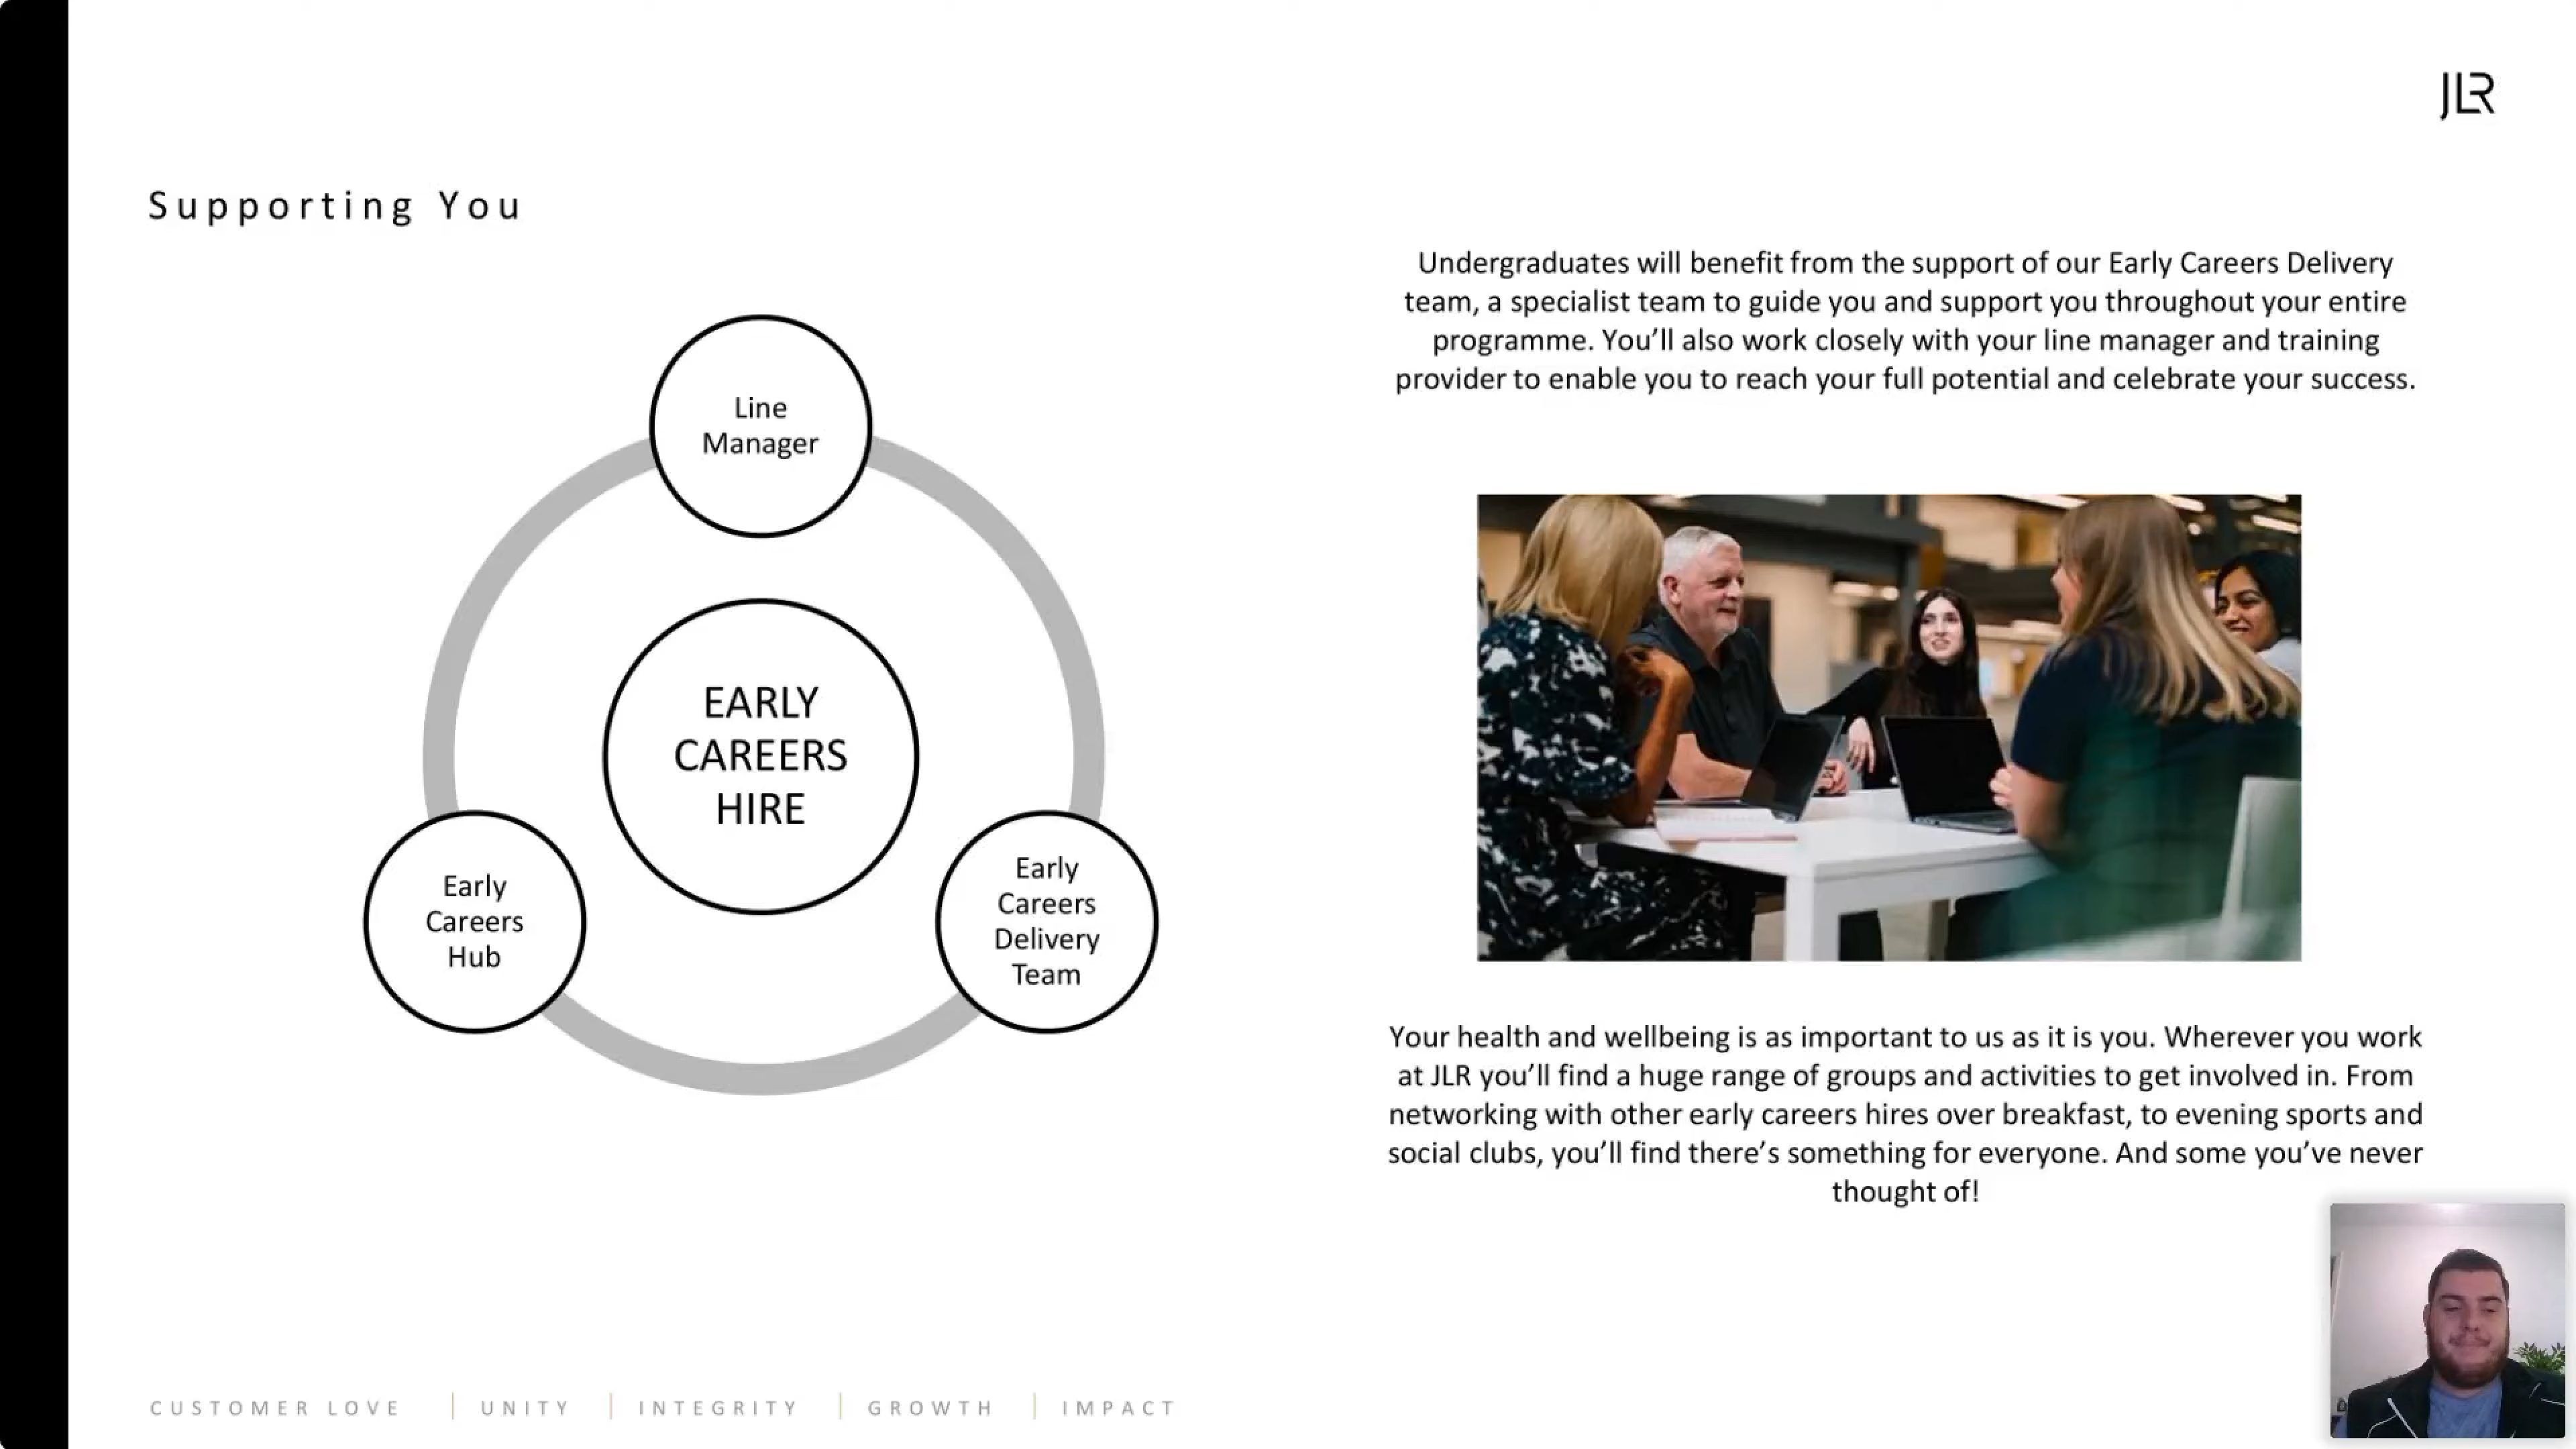 JLR
Supporting You
Line
Manager
EARLY
CAREERS
HIRE
Early
Careers
Hub
Early
Careers
Delivery
Team
Undergraduates will benefit from the support of our Early Careers Delivery
team, a specialist team to guide you and support you throughout your entire
programme. You’ll also work closely with your line manager and training
provider to enable you to reach your full potential and celebrate your success.
Your health and wellbeing is as important to us as it is you. Wherever you work
at JLR you’ll find a huge range of groups and activities to get involved in. From
networking with other early careers hires over breakfast, to evening sports and
social clubs, you’ll find there’s something for everyone. And some you’ve never
thought of!
CUSTOMER LOVE | UNITY | INTEGRITY | GROWTH | IMPACT